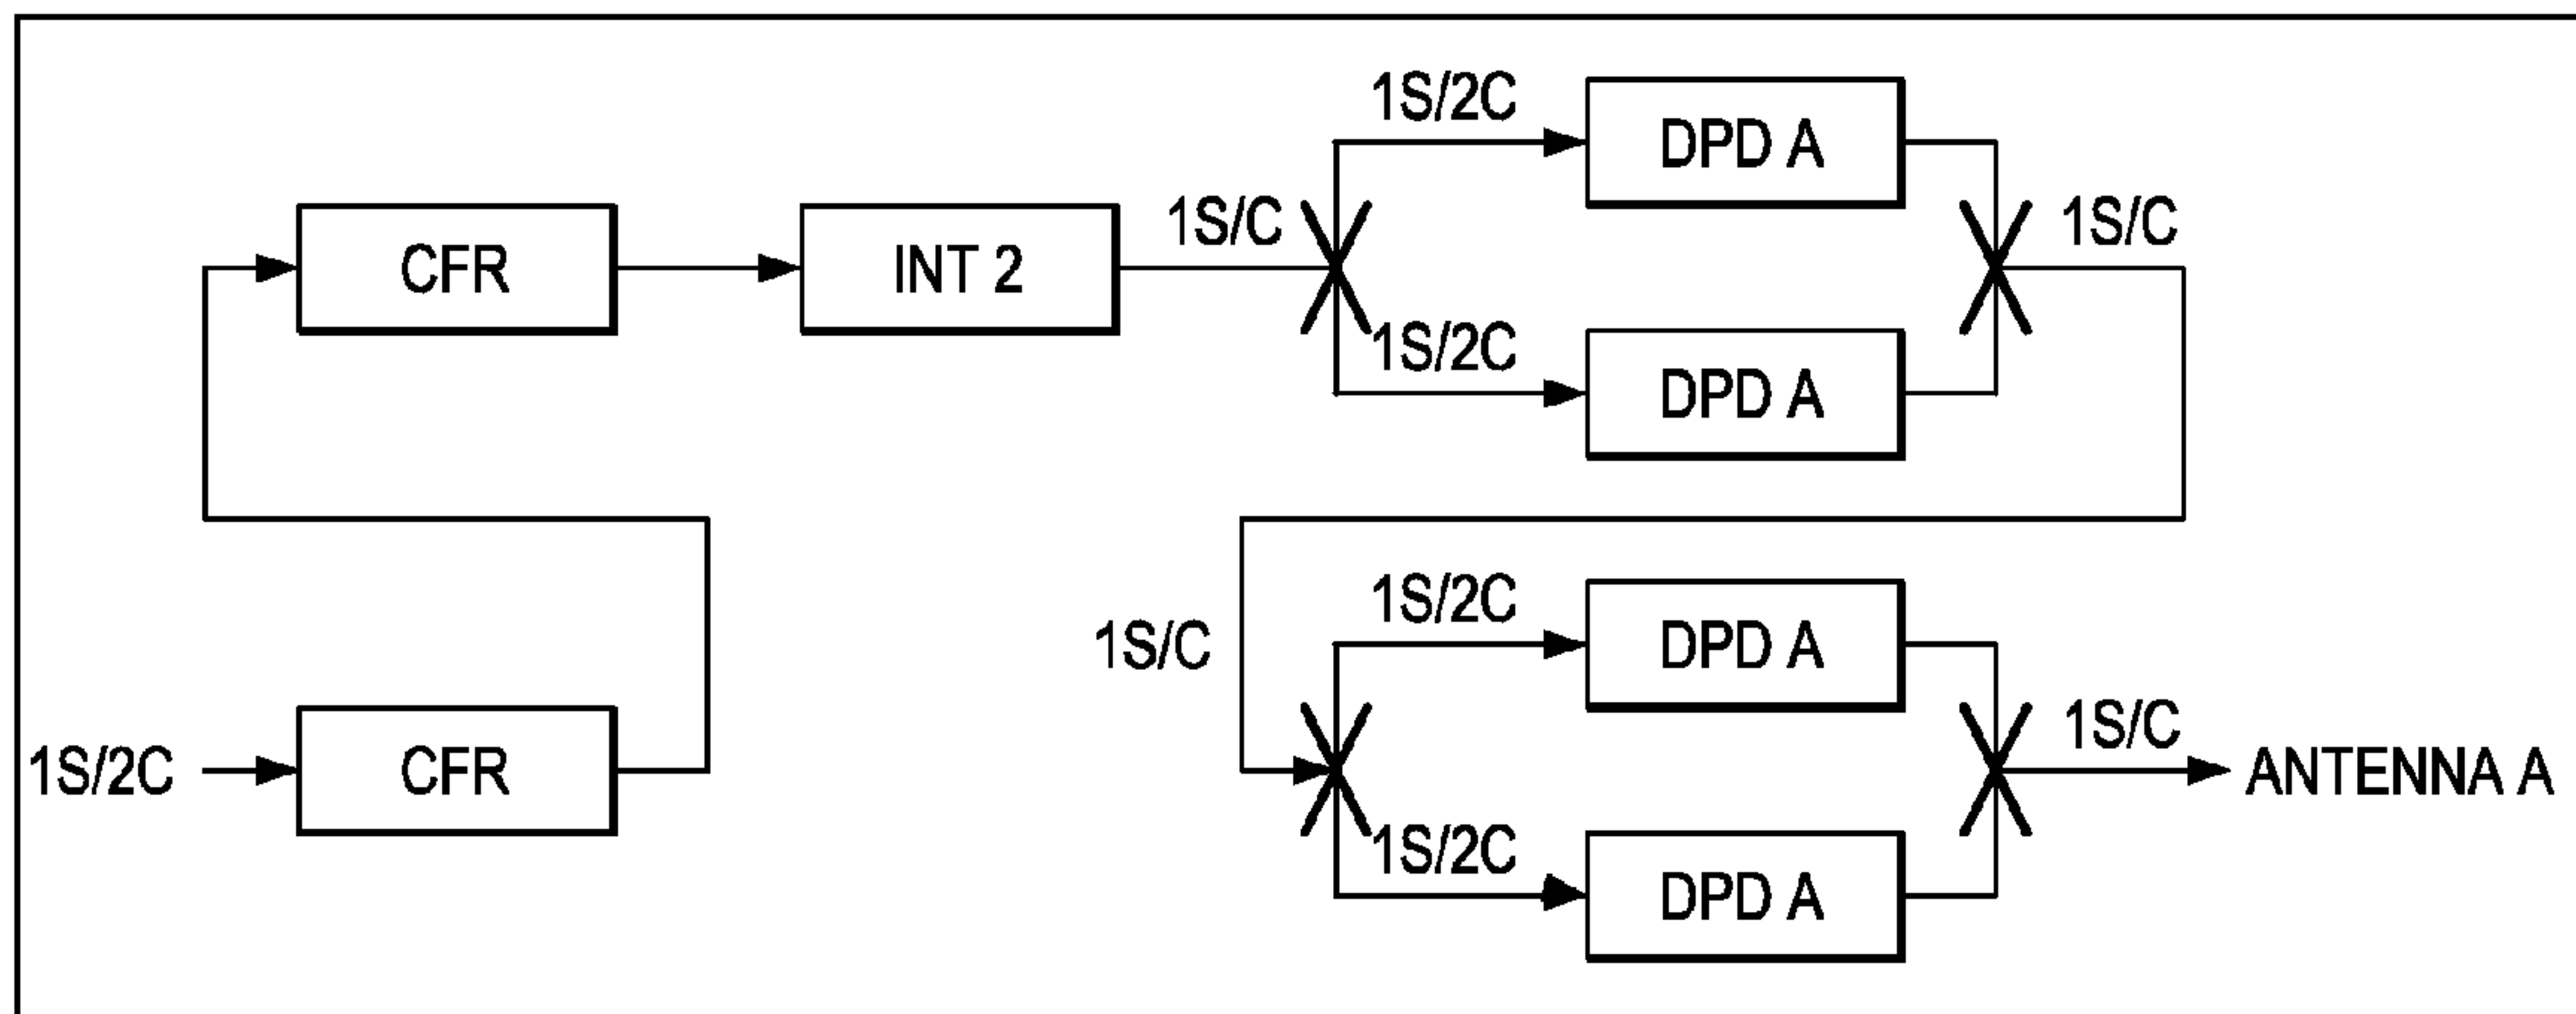 1S/2C
DPD A
CFR
INT 2
1S/C
1S/C
1S/2C
DPD A
1S/2C
DPD A
1S/C
1S/C
1S/2C
CFR
ANTENNA A
1S/2C
DPD A